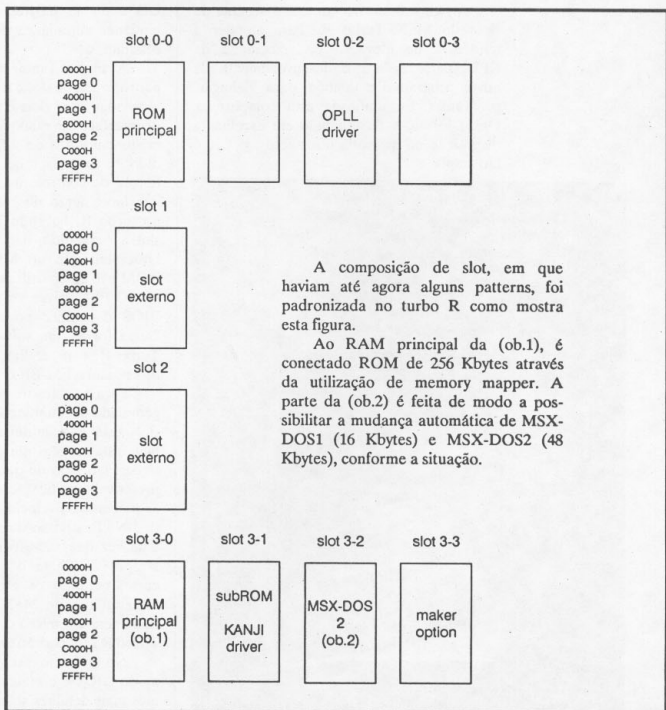 slot 0-0 slot 0-1 slot 0-2 slot 0-3
0000H
page 0
4000H
page 1
8000H
page 2
C000H
page 3
FFFFH
ROM
principal
OPLL
driver
slot 1
0000H
page 0
4000H
page 1
8000H
page 2
C000H
page 3
FFFFH
slot
externo
A composição de slot, em que
haviam até agora alguns patterns, foi
padronizada no turbo R como mostra
esta figura.
Ao RAM principal da (ob.1), é
conectado ROM de 256 Kbytes através
da utilização de memory mapper. A
parte da (ob.2) é feita de modo a pos-
sibilitar a mudança automática de MSX-
DOS1 (16 Kbytes) e MSX-DOS2 (48
Kbytes), conforme a situação.
slot 2
0000H
page 0
4000H
page 1
8000H
page 2
C000H
page 3
FFFFH
slot
externo
slot 3-0 slot 3-1 slot 3-2 slot 3-3
0000H
page 0
4000H
page 1
8000H
page 2
C000H
page 3
FFFFH
RAM
principal
(ob.1)
subROM
KANJI
driver
MSX-DOS
2
(ob.2)
maker
option